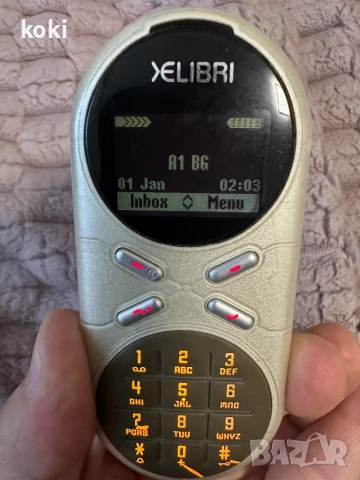 koki
XELIBRI
A1 BG
01 Jan 02:03
Inbox Menu
1 2 ABC 3 DEF
4 GHI 5 JKL 6 MNO
7 PQRS 8 TUV 9 WXYZ
* 0 + #
bazar